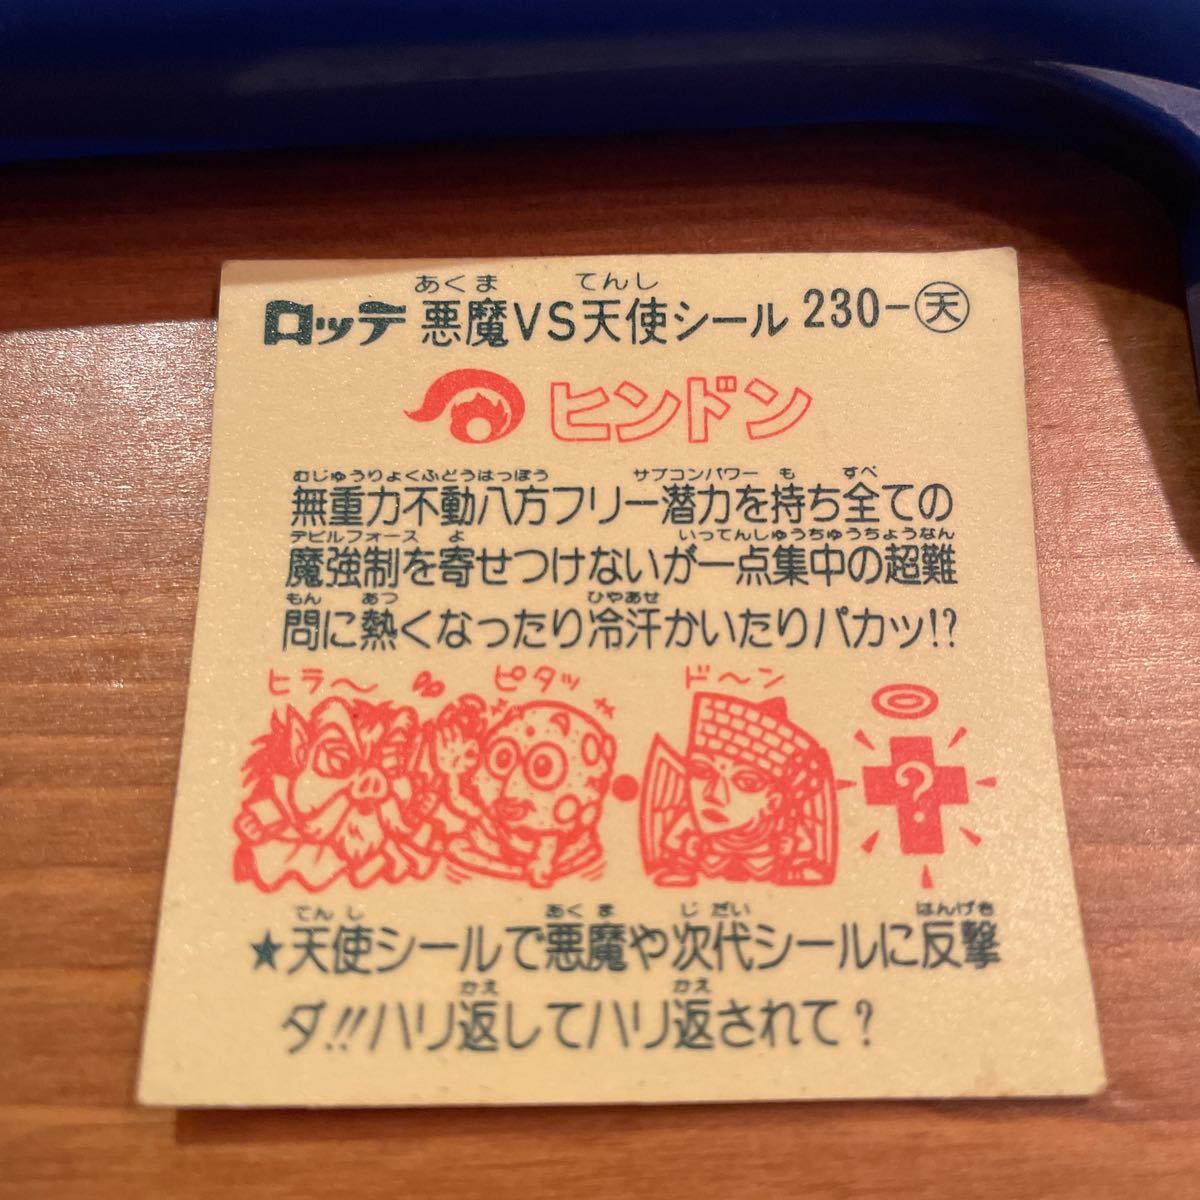 あくま てんし
ロッテ 悪魔VS天使シール 230-天
ヒンドン
むじゅうりょくふどうはっぽう サブコンパワー も すべ
無重力不動八方フリー潜力を持ち全ての
デビルフォース よ いってんしゅうちゅうちょうなん
魔強制を寄せつけないが一点集中の超難
もん あつ ひやあせ
問に熱くなったり冷汗かいたりパカッ!?
ヒラ〜 ピタッ ド〜ン
?
てんし あくま じだい はんげき
★天使シールで悪魔や次代シールに反撃
かえ かえ
ダ!!ハリ返してハリ返されて?